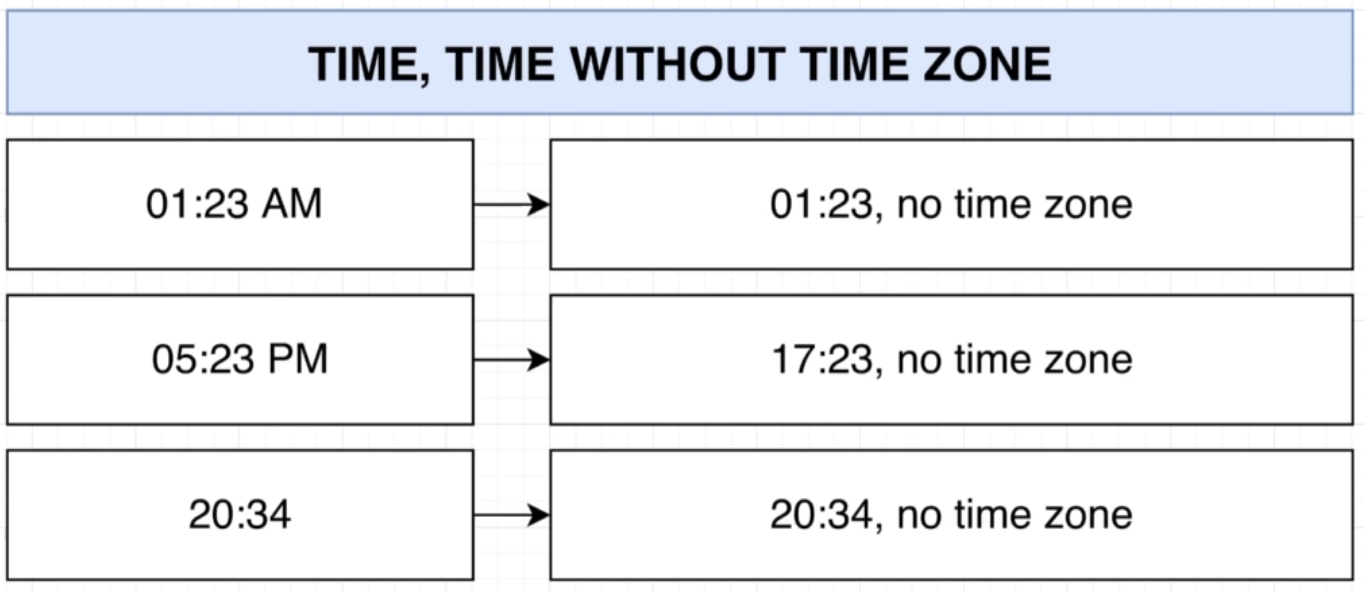 TIME, TIME WITHOUT TIME ZONE
01:23 AM
01:23, no time zone
05:23 PM
17:23, no time zone
20:34
20:34, no time zone